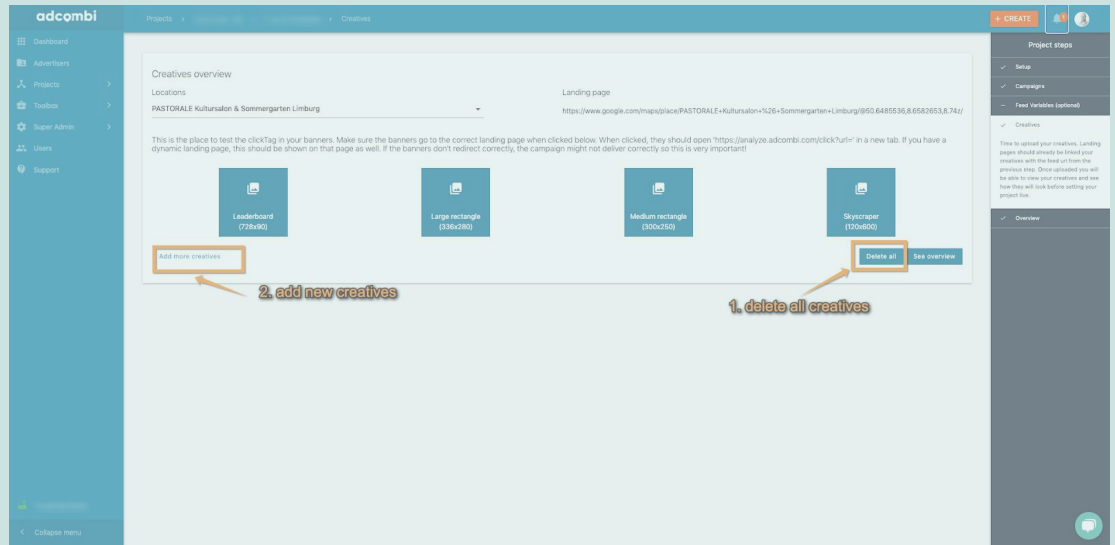 adcombi
Projects
Creatives
+ CREATE
Dashboard
Advertisers
Projects
Toolbox
Super Admin
Users
Support
Collapse menu
Creatives overview
Locations
PASTORALE Kultursalon & Sommergarten Limburg
Landing page
https://www.google.com/maps/place/PASTORALE+Kultursalon+%26+Sommergarten+Limburg/@50.6485536,8.6582653,8.74z/
This is the place to test the clickTag in your banners. Make sure the banners go to the correct landing page when clicked below. When clicked, they should open 'https://analyze.adcombi.com/click?url=' in a new tab. If you have a
dynamic landing page, this should be shown on that page as well. If the banners don't redirect correctly, the campaign might not deliver correctly so this is very important!
Leaderboard
(728x90)
Large rectangle
(336x280)
Medium rectangle
(300x250)
Skyscraper
(120x600)
Add more creatives
Delete all
See overview
2. add new creatives
1. delete all creatives
Project steps
Setup
Campaigns
Feed Variables (optional)
Creatives
Time to upload your creatives. Landing
pages should already be linked your
creatives with the feed url from the
previous step. Once uploaded you will
be able to view your creatives and see
how they will look before setting your
project live.
Overview